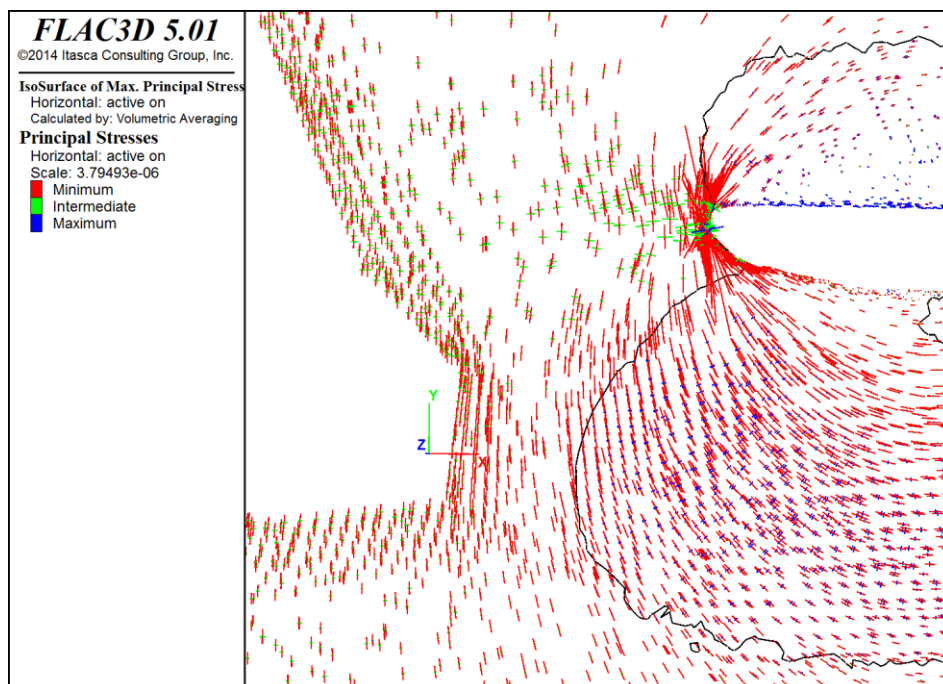 FLAC3D 5.01
©2014 Itasca Consulting Group, Inc.
IsoSurface of Max. Principal Stress
Horizontal: active on
Calculated by: Volumetric Averaging
Principal Stresses
Horizontal: active on
Scale: 3.79493e-06
Minimum
Intermediate
Maximum
Y
Z
X